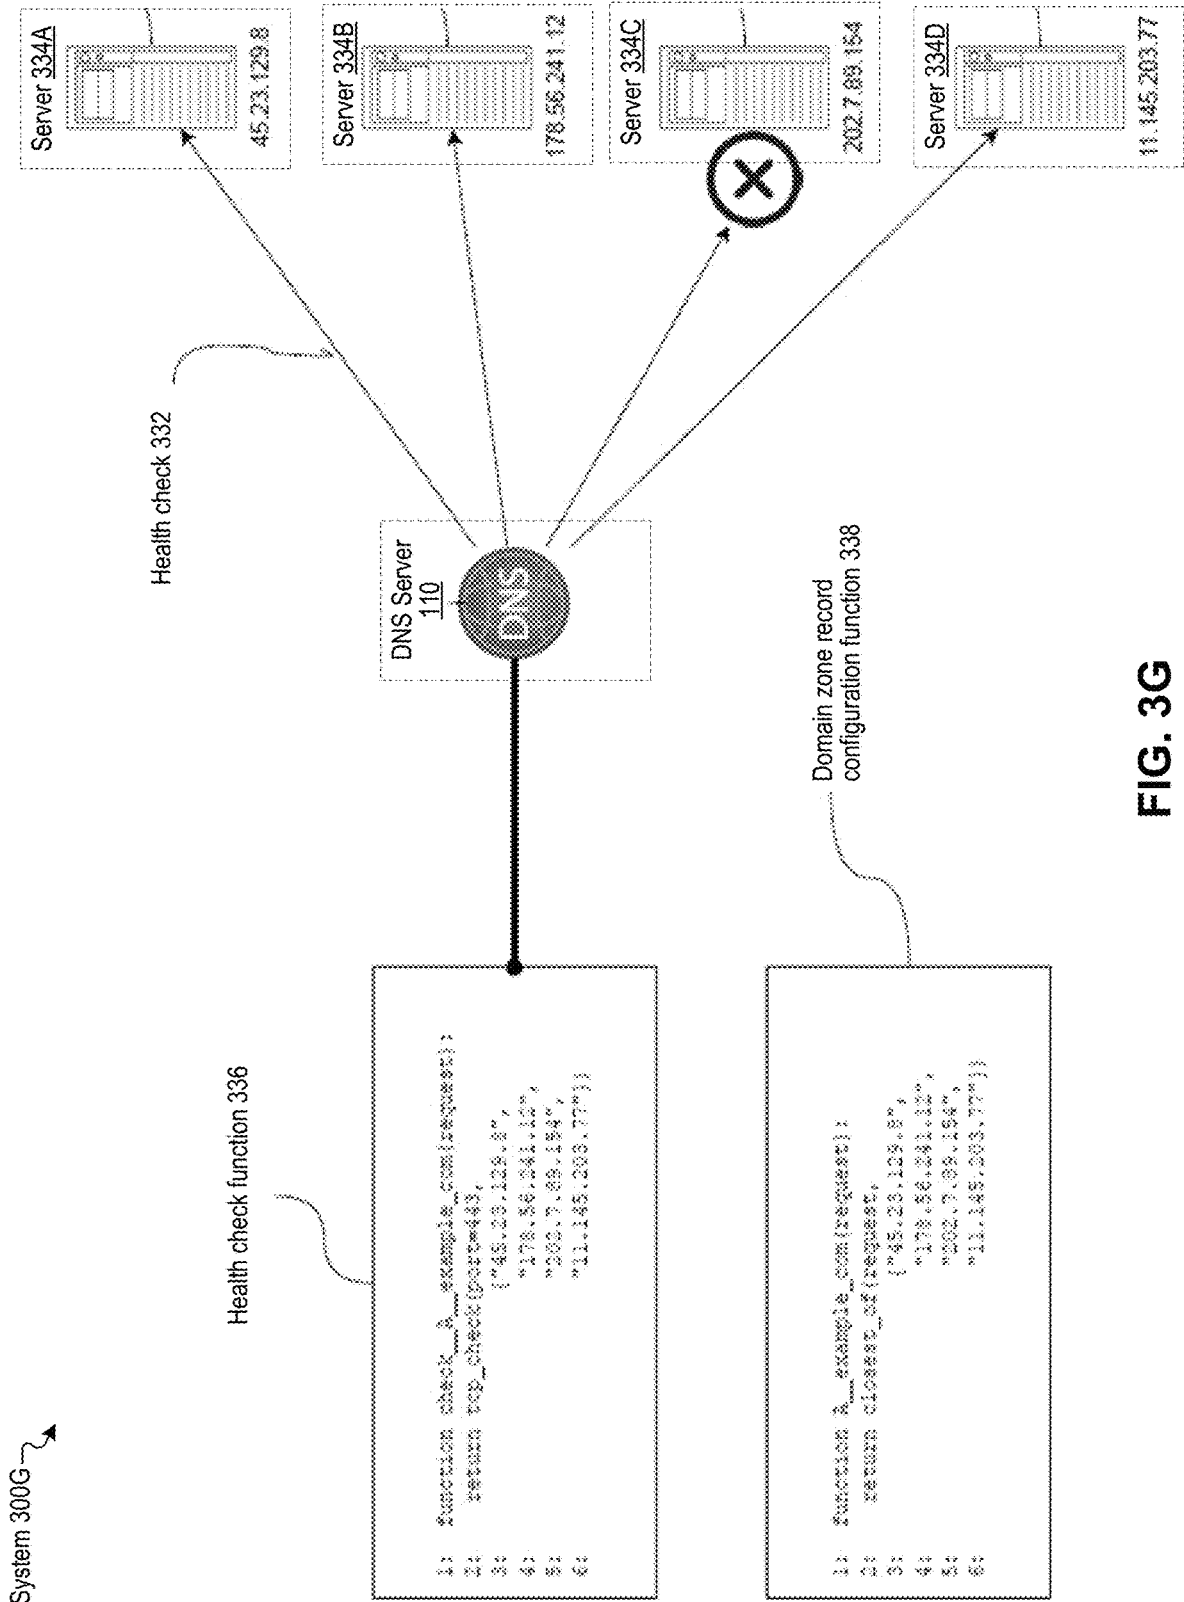 System 300G
Health check function 336
1: function check__A__example_com(request):
2: return tcp_check(port=443,
3: ("45.23.129.8",
4: "178.56.241.12",
5: "202.7.89.154",
6: "11.145.203.77"))
Domain zone record
configuration function 338
1: function A__example_com(request):
2: return closest_of(request,
3: ("45.23.129.8",
4: "178.56.241.12",
5: "202.7.89.154",
6: "11.145.203.77"))
DNS Server
110
DNS
Health check 332
Server 334A
45.23.129.8
Server 334B
178.56.241.12
Server 334C
202.7.89.154
Server 334D
11.145.203.77
FIG. 3G